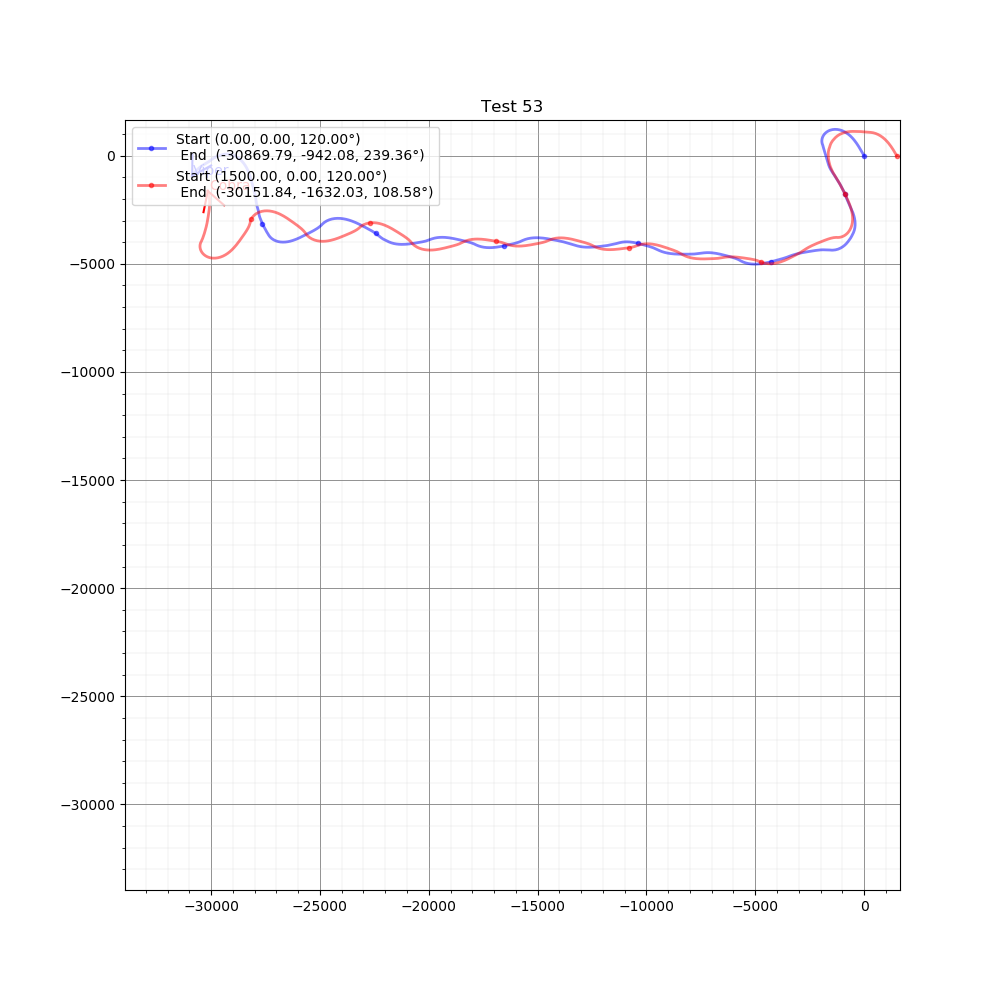 Test 53
Start (0.00, 0.00, 120.00°)
End (-30869.79, -942.08, 239.36°)
Start (1500.00, 0.00, 120.00°)
End (-30151.84, -1632.03, 108.58°)
0
−5000
−10000
−15000
−20000
−25000
−30000
−30000 −25000 −20000 −15000 −10000 −5000 0